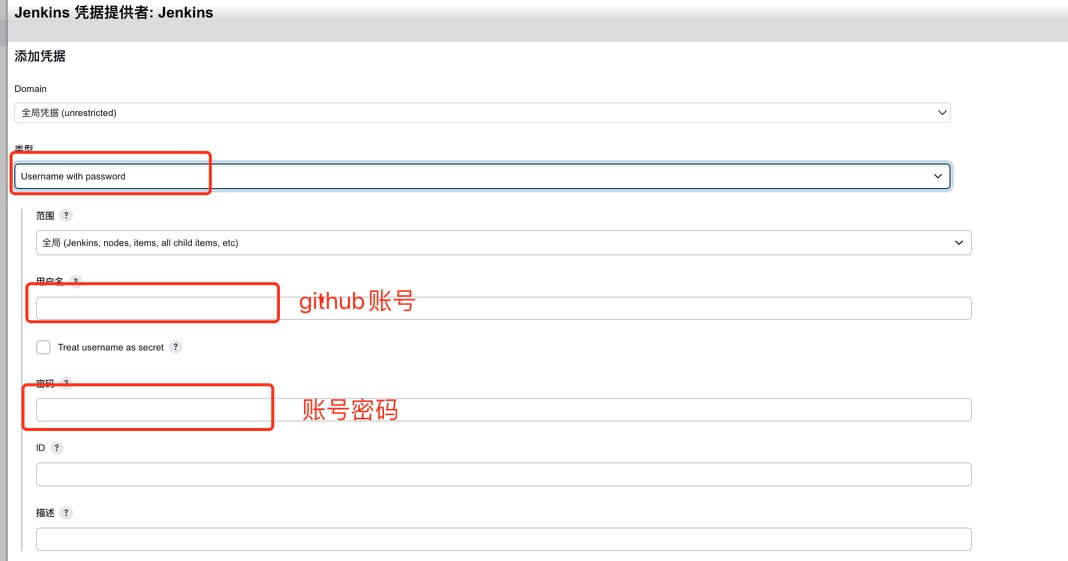 Jenkins 凭据提供者: Jenkins
添加凭据
Domain
全局凭据 (unrestricted)
类型
Username with password
范围 ?
全局 (Jenkins, nodes, items, all child items, etc)
用户名 ?
github账号
Treat username as secret ?
密码 ?
账号密码
ID ?
描述 ?